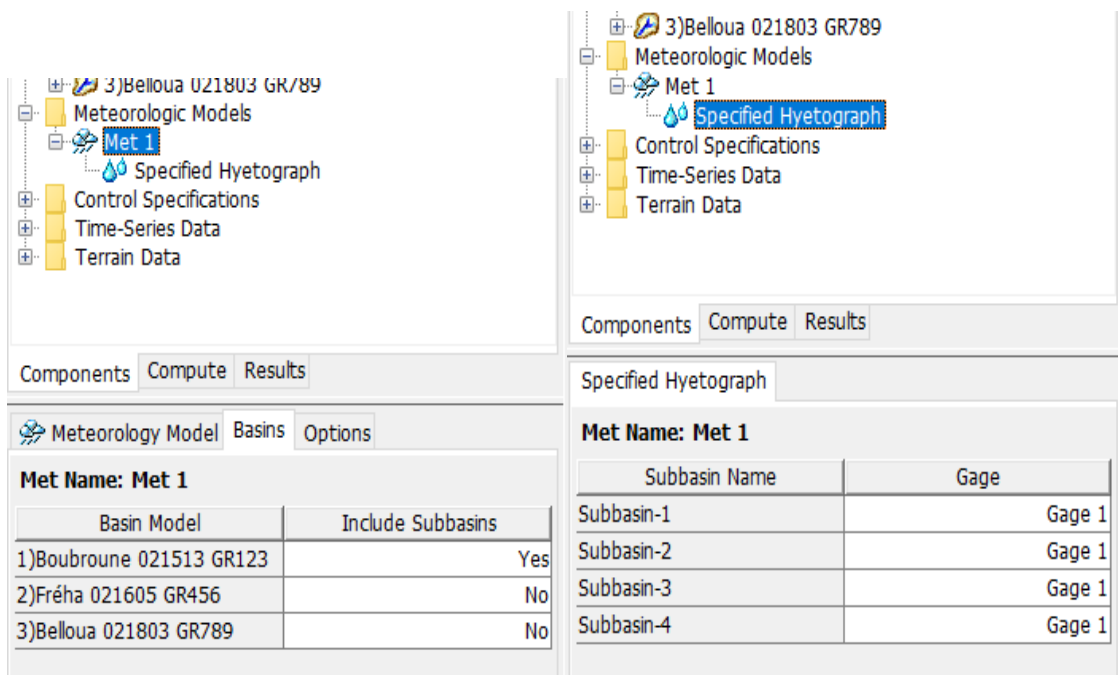 3)Belloua 021803 GR789
Meteorologic Models
Met 1
Specified Hyetograph
Control Specifications
Time-Series Data
Terrain Data
Components Compute Results
Meteorology Model Basins Options
Met Name: Met 1
Basin Model Include Subbasins
1)Boubroune 021513 GR123 Yes
2)Fréha 021605 GR456 No
3)Belloua 021803 GR789 No
3)Belloua 021803 GR789
Meteorologic Models
Met 1
Specified Hyetograph
Control Specifications
Time-Series Data
Terrain Data
Components Compute Results
Specified Hyetograph
Met Name: Met 1
Subbasin Name Gage
Subbasin-1 Gage 1
Subbasin-2 Gage 1
Subbasin-3 Gage 1
Subbasin-4 Gage 1